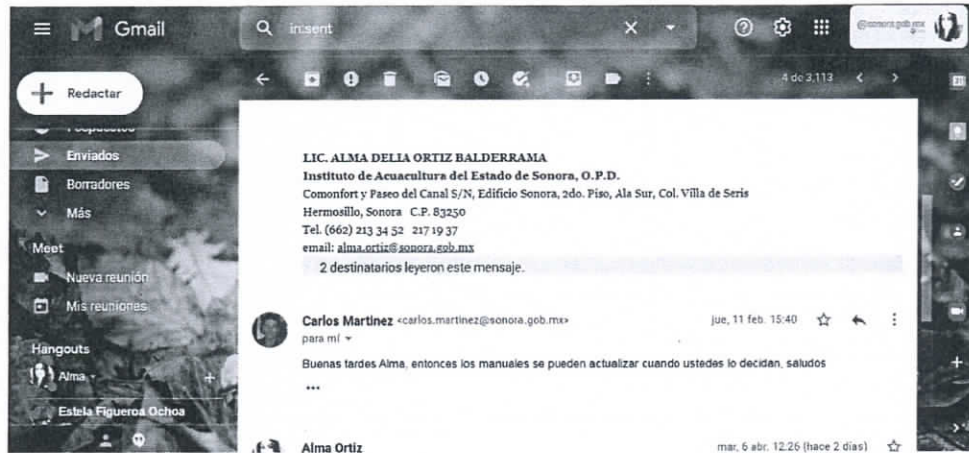 Gmail
in:sent
@sonora.gob.mx
Redactar
4 de 3,113
Pospuestos
Enviados
Borradores
Más
Meet
Nueva reunión
Mis reuniones
Hangouts
Alma
Estela Figueroa Ochoa
LIC. ALMA DELIA ORTIZ BALDERRAMA
Instituto de Acuacultura del Estado de Sonora, O.P.D.
Comonfort y Paseo del Canal S/N, Edificio Sonora, 2do. Piso, Ala Sur, Col. Villa de Seris
Hermosillo, Sonora C.P. 83250
Tel. (662) 213 34 52 217 19 37
email: alma.ortiz@sonora.gob.mx
2 destinatarios leyeron este mensaje.
Carlos Martinez <carlos.martinez@sonora.gob.mx> jue, 11 feb. 15:40
para mí
Buenas tardes Alma, entonces los manuales se pueden actualizar cuando ustedes lo decidan, saludos
Alma Ortiz mar, 6 abr. 12:26 (hace 2 días)